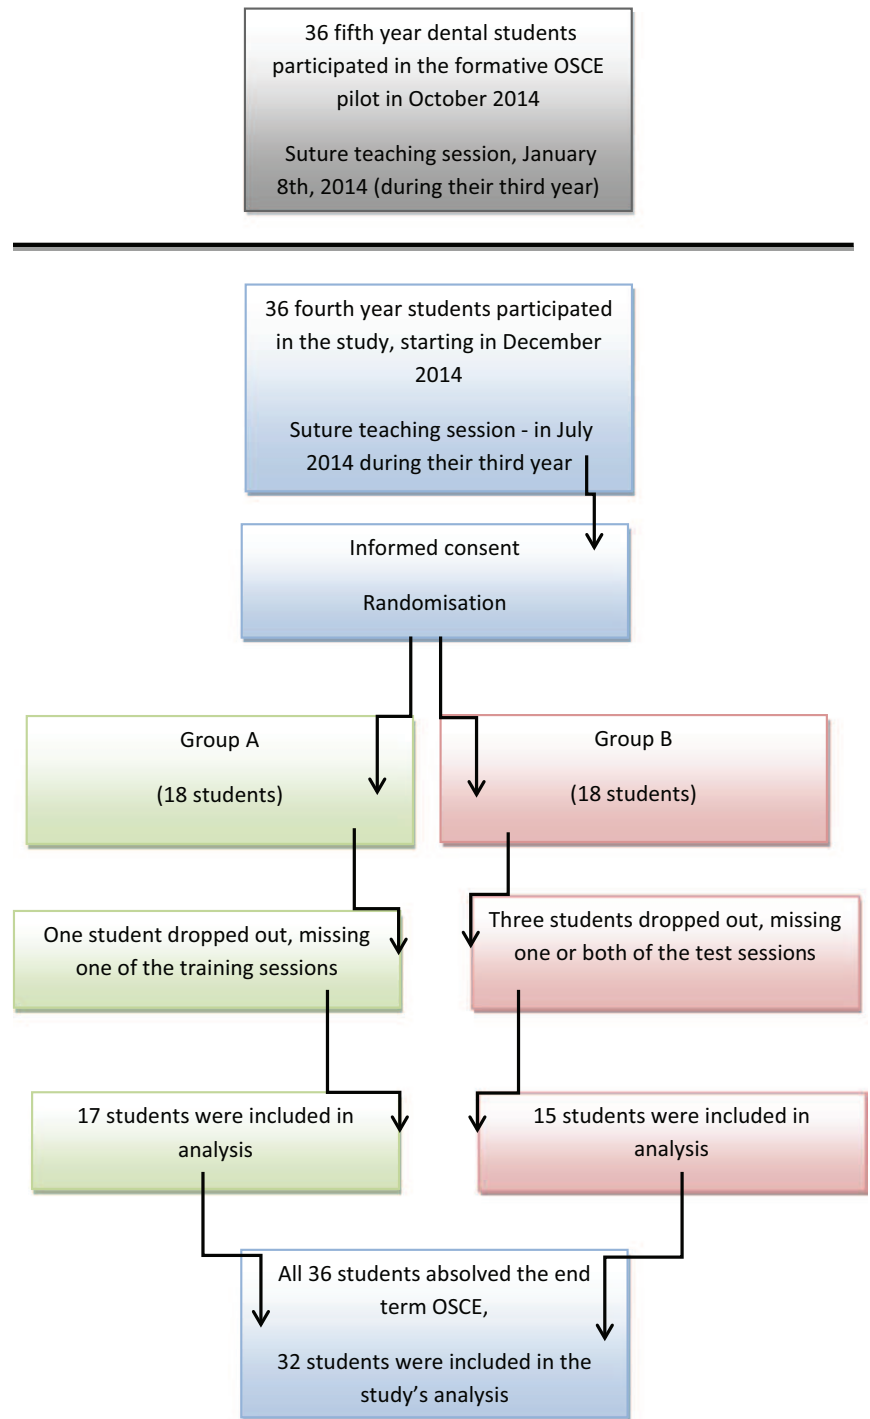 36 fifth year dental students
participated in the formative OSCE
pilot in October 2014
Suture teaching session, January
8th, 2014 (during their third year)
36 fourth year students participated
in the study, starting in December
2014
Suture teaching session - in July
2014 during their third year
Informed consent
Randomisation
Group A
(18 students)
Group B
(18 students)
One student dropped out, missing
one of the training sessions
Three students dropped out, missing
one or both of the test sessions
17 students were included in
analysis
15 students were included in
analysis
All 36 students absolved the end
term OSCE,
32 students were included in the
study’s analysis